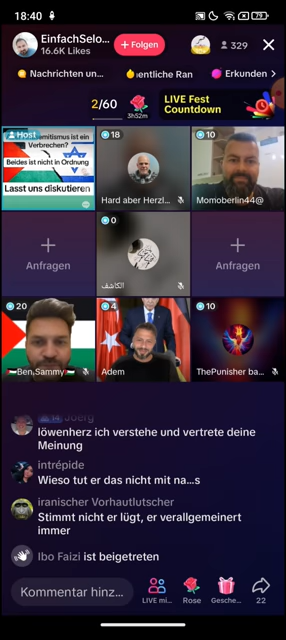 18:40
79
EinfachSelo...
16.6K Likes
+ Folgen
329
Nachrichten un...
entliche Ran
Erkunden >
2/60
3h52m
LIVE Fest
Countdown
Host
mitismus ist ein
Verbrechen?
Beides ist nicht in Ordnung
Lasst uns diskutieren
18
Hard aber Herzl...
10
Momoberlin44@
Anfragen
0
الكاشف
Anfragen
20
🇵🇸Ben,Sammy🇵🇸
4
Adem
10
ThePunisher ba...
Joerg
löwenherz ich verstehe und vertrete deine
Meinung
intrépide
Wieso tut er das nicht mit na...s
iranischer Vorhautlutscher
Stimmt nicht er lügt, er verallgemeinert
immer
Ibo Faizi ist beigetreten
Kommentar hinz...
LIVE mi...
Rose
Gesche...
22